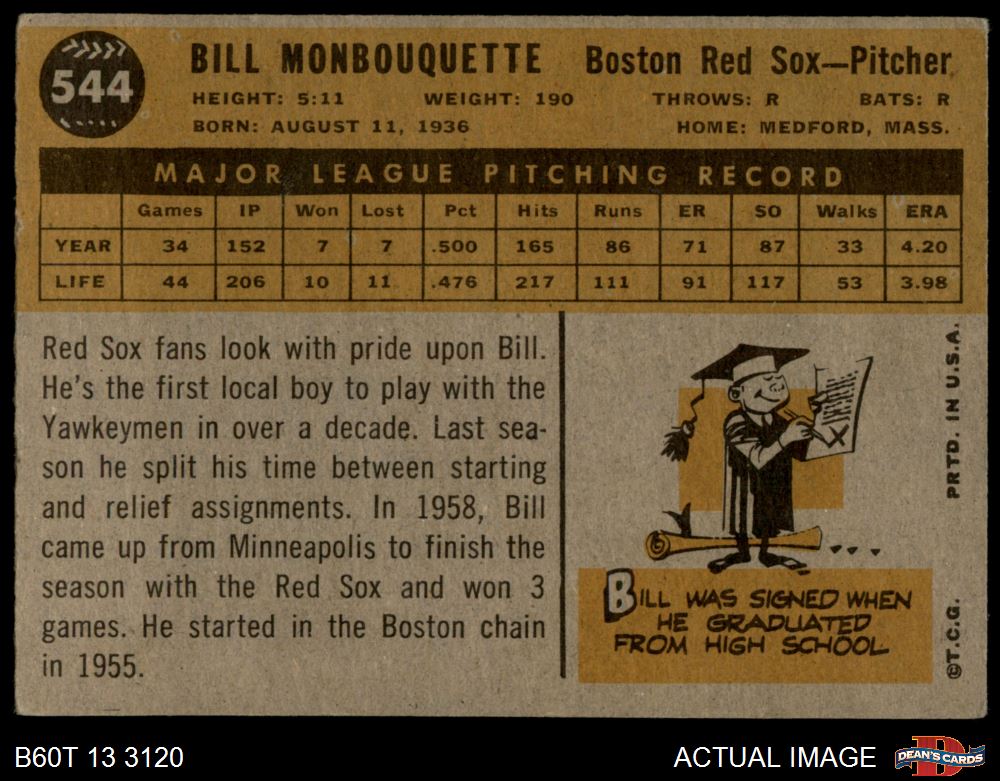 544
BILL MONBOUQUETTE Boston Red Sox—Pitcher
HEIGHT: 5:11 WEIGHT: 190 THROWS: R BATS: R
BORN: AUGUST 11, 1936 HOME: MEDFORD, MASS.
MAJOR LEAGUE PITCHING RECORD
Games IP Won Lost Pct Hits Runs ER SO Walks ERA
YEAR 34 152 7 7 .500 165 86 71 87 33 4.20
LIFE 44 206 10 11 .476 217 111 91 117 53 3.98
Red Sox fans look with pride upon Bill.
He's the first local boy to play with the
Yawkeymen in over a decade. Last sea-
son he split his time between starting
and relief assignments. In 1958, Bill
came up from Minneapolis to finish the
season with the Red Sox and won 3
games. He started in the Boston chain
in 1955.
X
BILL WAS SIGNED WHEN
HE GRADUATED
FROM HIGH SCHOOL
©T.C.G. PRTD. IN U.S.A.
B60T 13 3120 ACTUAL IMAGE
D
DEAN'S CARDS